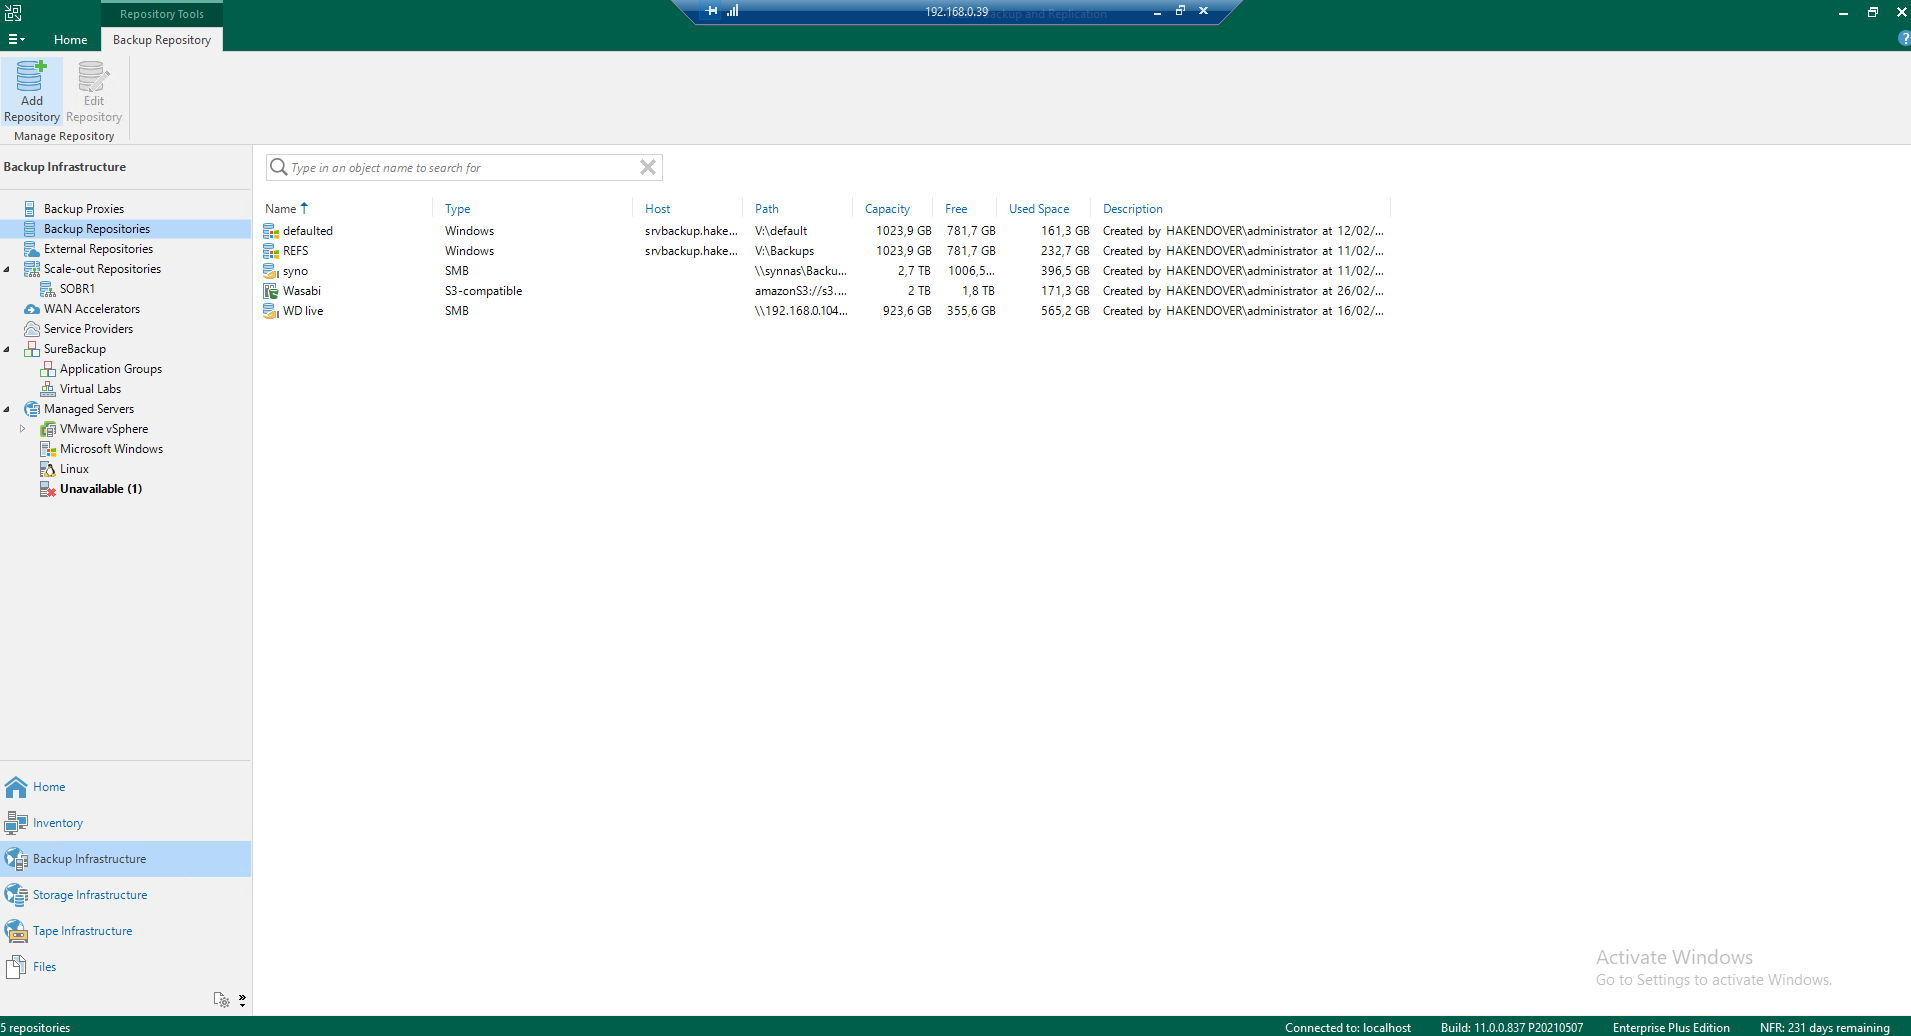 Repository Tools
192.168.0.39
Backup and Replication
Home
Backup Repository
Add Repository
Edit Repository
Manage Repository
Backup Infrastructure
Type in an object name to search for
Backup Proxies
Backup Repositories
External Repositories
Scale-out Repositories
SOBR1
WAN Accelerators
Service Providers
SureBackup
Application Groups
Virtual Labs
Managed Servers
VMware vSphere
Microsoft Windows
Linux
Unavailable (1)
Name Type Host Path Capacity Free Used Space Description
defaulted Windows srvbackup.hake... V:\default 1023,9 GB 781,7 GB 161,3 GB Created by HAKENDOVER\administrator at 12/02/...
REFS Windows srvbackup.hake... V:\Backups 1023,9 GB 781,7 GB 232,7 GB Created by HAKENDOVER\administrator at 11/02/...
syno SMB \\synnas\Backu... 2,7 TB 1006,5... 396,5 GB Created by HAKENDOVER\administrator at 11/02/...
Wasabi S3-compatible amazonS3://s3.... 2 TB 1,8 TB 171,3 GB Created by HAKENDOVER\administrator at 26/02/...
WD live SMB \\192.168.0.104... 923,6 GB 355,6 GB 565,2 GB Created by HAKENDOVER\administrator at 16/02/...
Home
Inventory
Backup Infrastructure
Storage Infrastructure
Tape Infrastructure
Files
Activate Windows
Go to Settings to activate Windows.
5 repositories
Connected to: localhost
Build: 11.0.0.837 P20210507
Enterprise Plus Edition
NFR: 231 days remaining